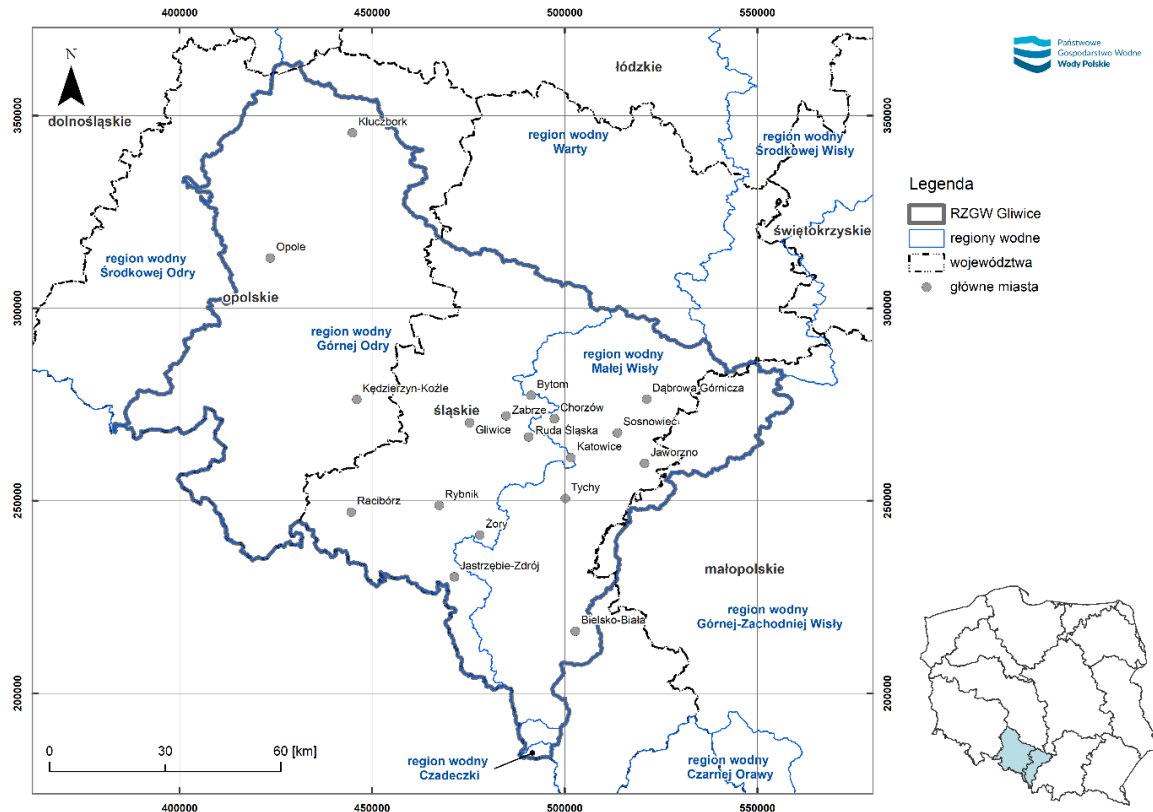 400000
450000
500000
550000
N
łódzkie
dolnośląskie
350000
350000
Kluczbork
region wodny
Warty
region wodny
Środkowej Wisły
świętokrzyskie
Opole
region wodny
Środkowej Odry
opolskie
300000
300000
region wodny
Górnej Odry
region wodny
Małej Wisły
Kędzierzyn-Koźle
Bytom
Dąbrowa Górnicza
śląskie
Zabrze
Chorzów
Gliwice
Ruda Śląska
Sosnowiec
Katowice
Jaworzno
250000
250000
Racibórz
Rybnik
Tychy
Żory
Jastrzębie-Zdrój
małopolskie
region wodny
Górnej-Zachodniej Wisły
Bielsko-Biała
200000
200000
0 30 60 [km]
region wodny
Czadeczki
region wodny
Czarnej Orawy
400000
450000
500000
550000
Państwowe
Gospodarstwo Wodne
Wody Polskie
Legenda
RZGW Gliwice
regiony wodne
województwa
główne miasta